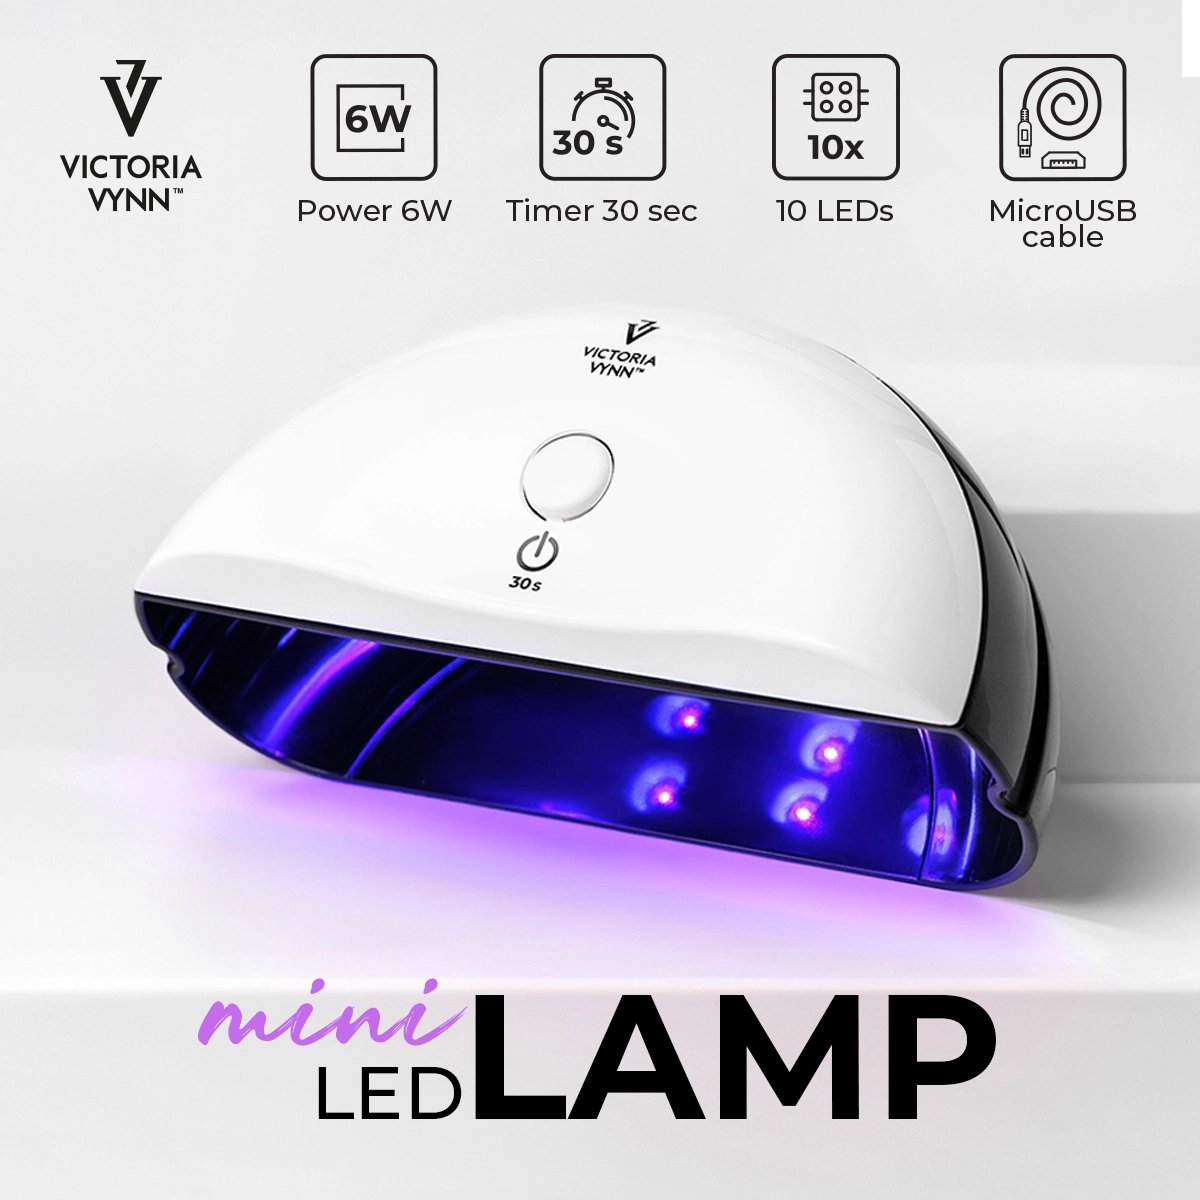 VICTORIA
VYNN™
6W
Power 6W
30 s
Timer 30 sec
10x
10 LEDs
MicroUSB
cable
VICTORIA
VYNN™
30s
mini
LED LAMP